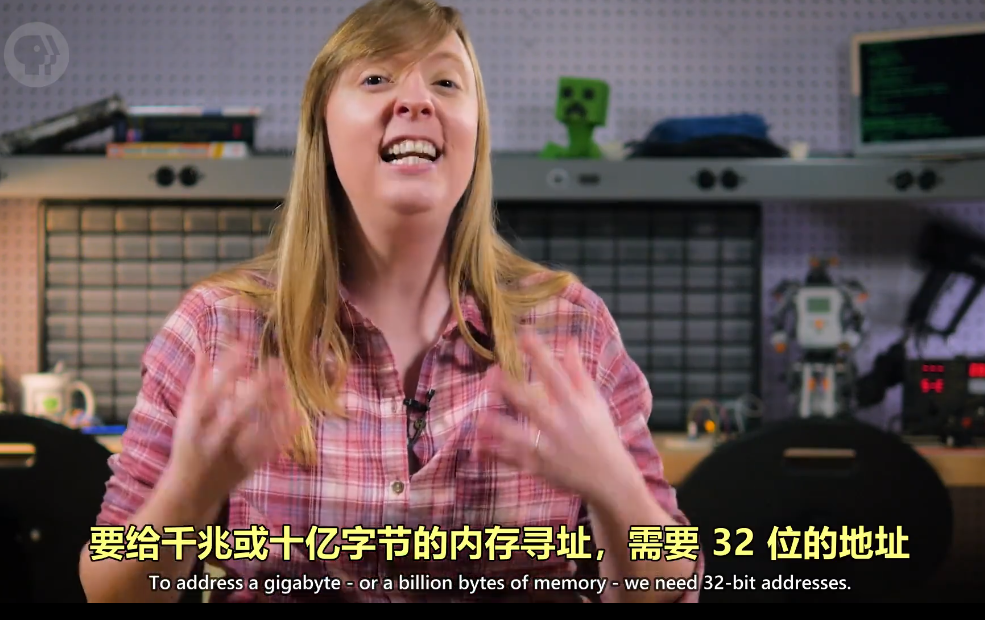 要给千兆或十亿字节的内存寻址，需要 32 位的地址
To address a gigabyte - or a billion bytes of memory - we need 32-bit addresses.